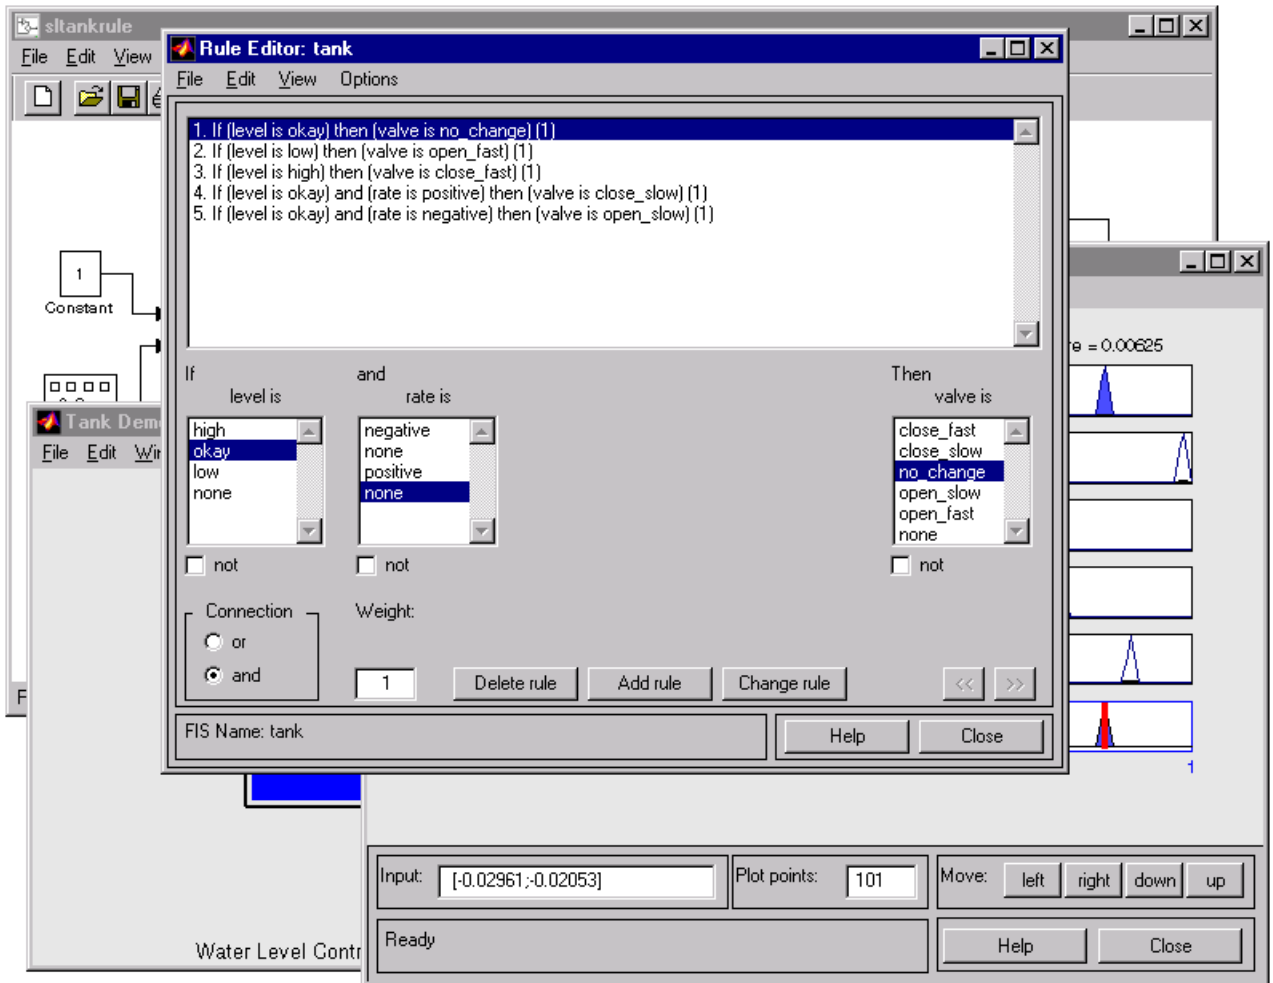 sltankrule
File Edit View
Rule Editor: tank
File Edit View Options
1. If (level is okay) then (valve is no_change) (1)
2. If (level is low) then (valve is open_fast) (1)
3. If (level is high) then (valve is close_fast) (1)
4. If (level is okay) and (rate is positive) then (valve is close_slow) (1)
5. If (level is okay) and (rate is negative) then (valve is open_slow) (1)
1
Constant
= 0.00625
If and Then
level is rate is valve is
high
okay
low
none
negative
none
positive
none
close_fast
close_slow
no_change
open_slow
open_fast
none
not not not
Connection
or
and
Weight:
1 Delete rule Add rule Change rule << >>
FIS Name: tank Help Close
Tank Dem
File Edit Wi
1
Input: [-0.02961;-0.02053] Plot points: 101 Move: left right down up
Ready Help Close
Water Level Contr